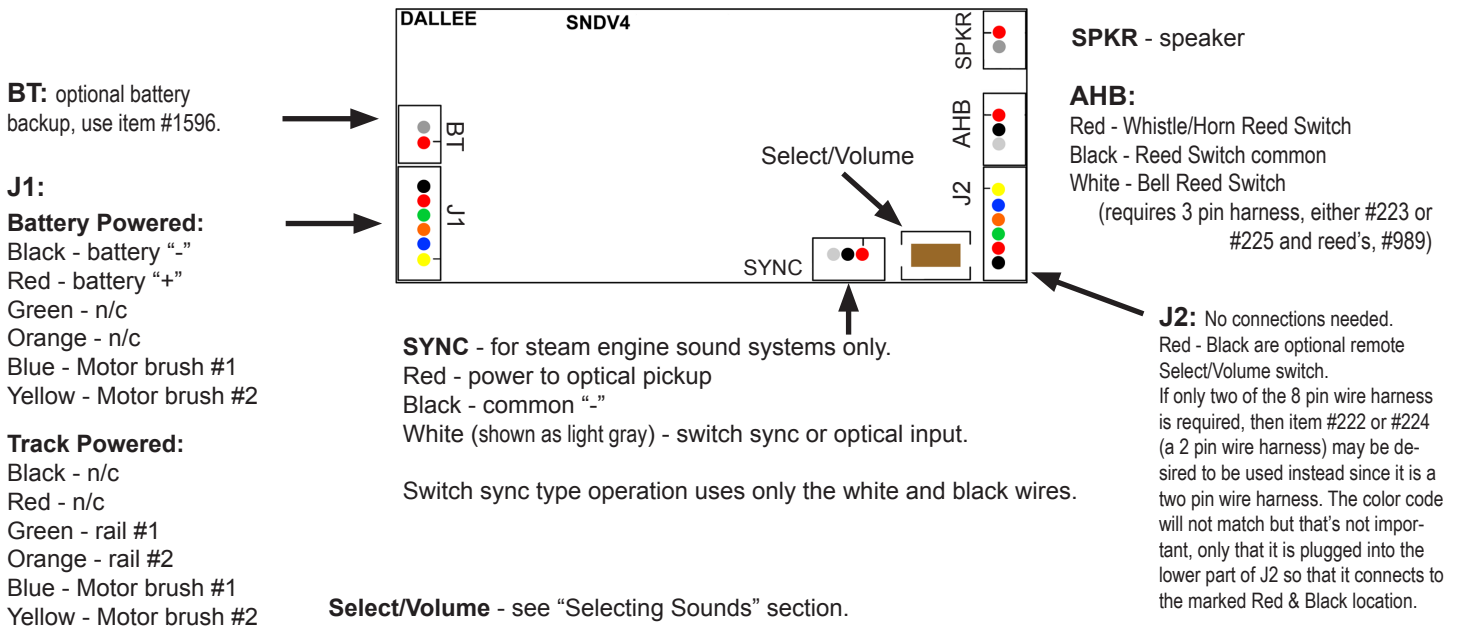 DALLEE
SNDV4
SPKR
AHB
J2
BT
J1
SYNC
Select/Volume
BT: optional battery
backup, use item #1596.
J1:
Battery Powered:
Black - battery “-”
Red - battery “+”
Green - n/c
Orange - n/c
Blue - Motor brush #1
Yellow - Motor brush #2
Track Powered:
Black - n/c
Red - n/c
Green - rail #1
Orange - rail #2
Blue - Motor brush #1
Yellow - Motor brush #2
SYNC - for steam engine sound systems only.
Red - power to optical pickup
Black - common “-”
White (shown as light gray) - switch sync or optical input.
Switch sync type operation uses only the white and black wires.
Select/Volume - see “Selecting Sounds” section.
SPKR - speaker
AHB:
Red - Whistle/Horn Reed Switch
Black - Reed Switch common
White - Bell Reed Switch
(requires 3 pin harness, either #223 or
#225 and reed’s, #989)
J2: No connections needed.
Red - Black are optional remote
Select/Volume switch.
If only two of the 8 pin wire harness
is required, then item #222 or #224
(a 2 pin wire harness) may be de-
sired to be used instead since it is a
two pin wire harness. The color code
will not match but that’s not impor-
tant, only that it is plugged into the
lower part of J2 so that it connects to
the marked Red & Black location.